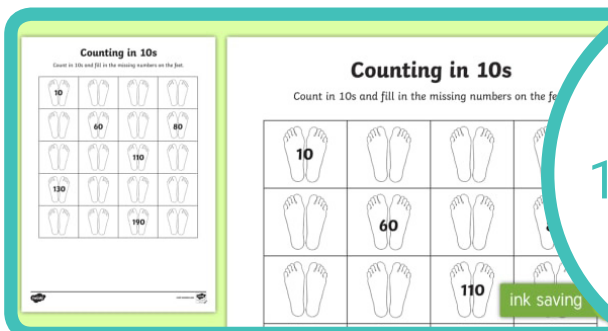 Counting in 10s
Count in 10s and fill in the missing numbers on the feet.
10
60 80
110
130
190
Counting in 10s
Count in 10s and fill in the missing numbers on the fe
10
60
110
ink saving
1